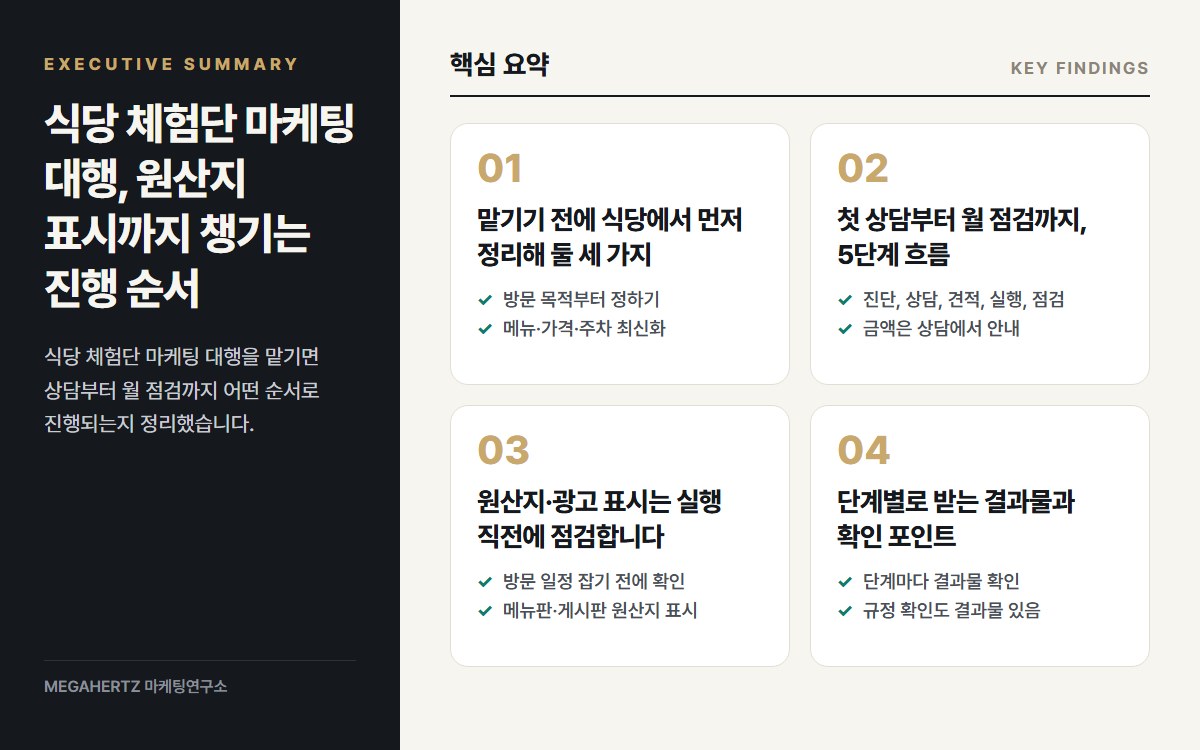 EXECUTIVE SUMMARY
식당 체험단 마케팅
대행, 원산지
표시까지 챙기는
진행 순서
식당 체험단 마케팅 대행을 맡기면
상담부터 월 점검까지 어떤 순서로
진행되는지 정리했습니다.
MEGAHERTZ 마케팅연구소
핵심 요약
KEY FINDINGS
01
맡기기 전에 식당에서 먼저
정리해 둘 세 가지
✓ 방문 목적부터 정하기
✓ 메뉴·가격·주차 최신화
02
첫 상담부터 월 점검까지,
5단계 흐름
✓ 진단, 상담, 견적, 실행, 점검
✓ 금액은 상담에서 안내
03
원산지·광고 표시는 실행
직전에 점검합니다
✓ 방문 일정 잡기 전에 확인
✓ 메뉴판·게시판 원산지 표시
04
단계별로 받는 결과물과
확인 포인트
✓ 단계마다 결과물 확인
✓ 규정 확인도 결과물 있음